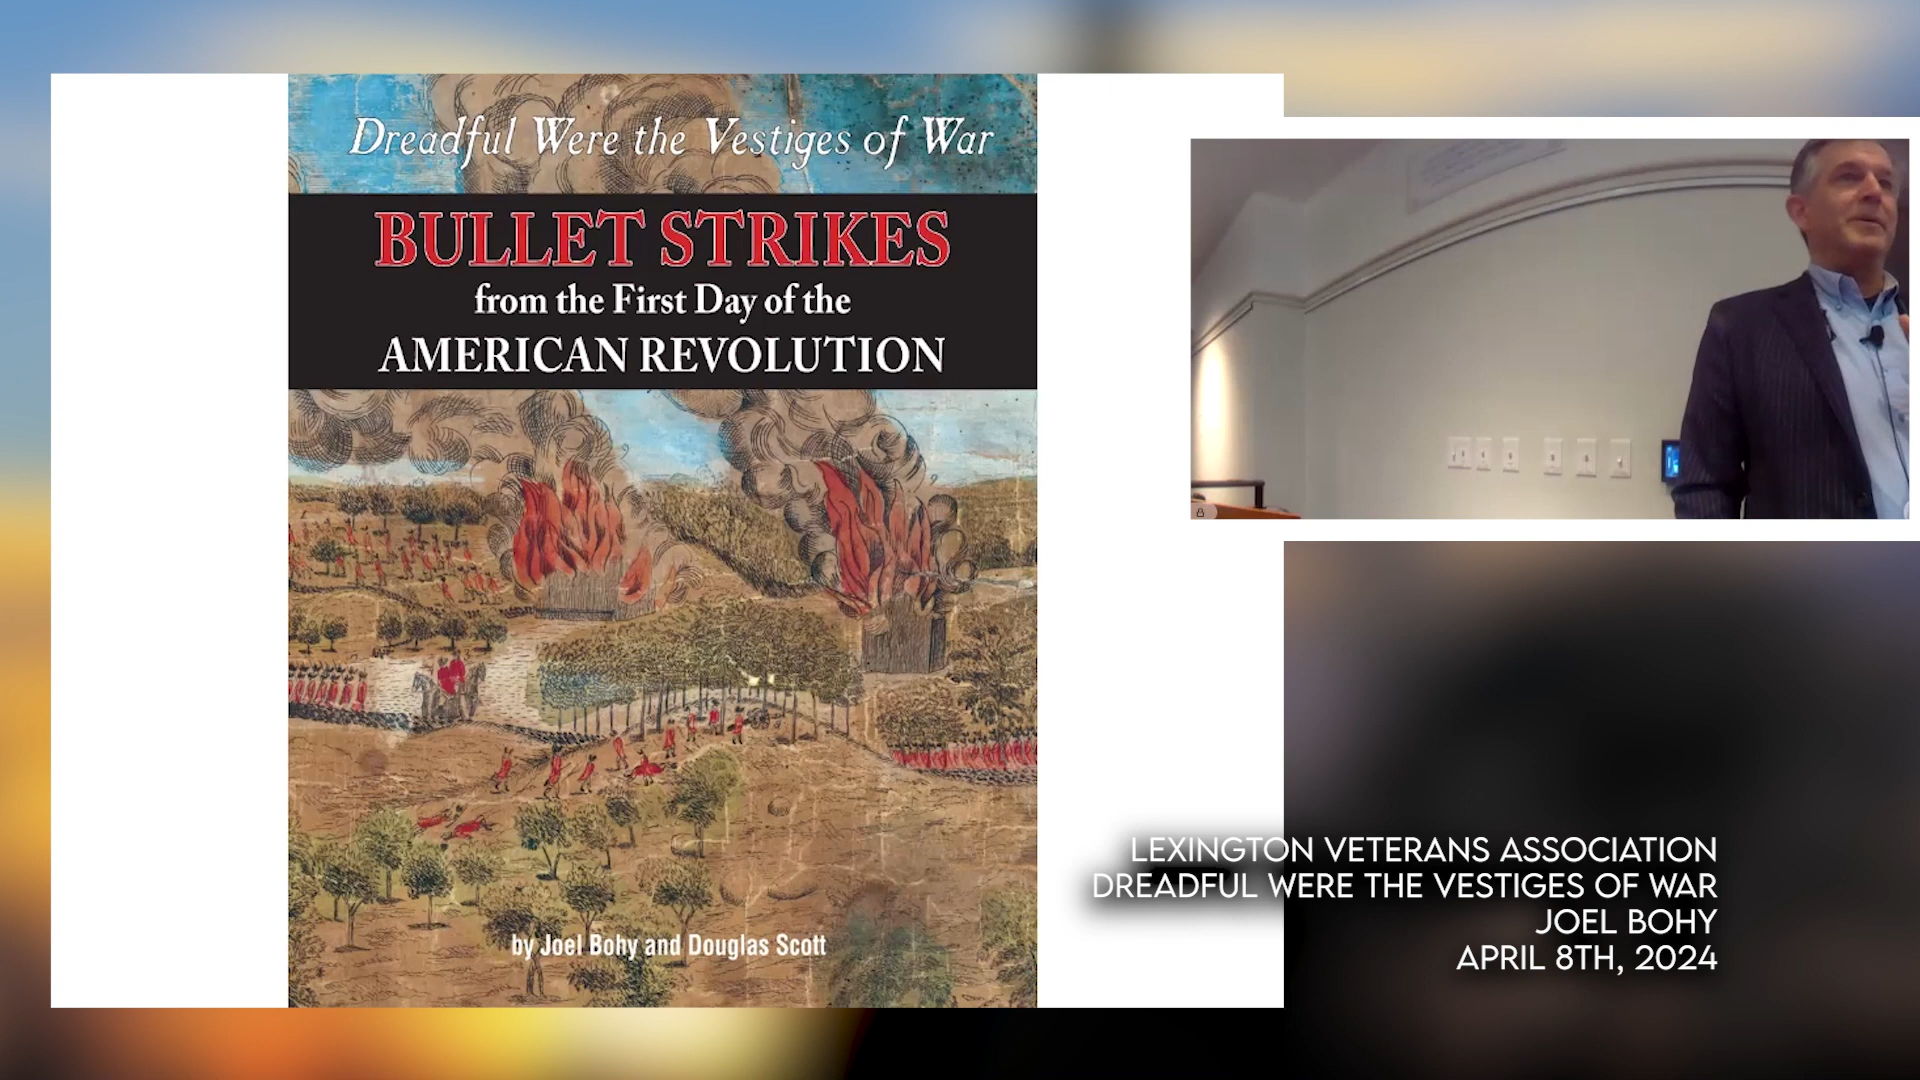 Dreadful Were the Vestiges of War
BULLET STRIKES
from the First Day of the
AMERICAN REVOLUTION
by Joel Bohy and Douglas Scott
LEXINGTON VETERANS ASSOCIATION
DREADFUL WERE THE VESTIGES OF WAR
JOEL BOHY
APRIL 8TH, 2024